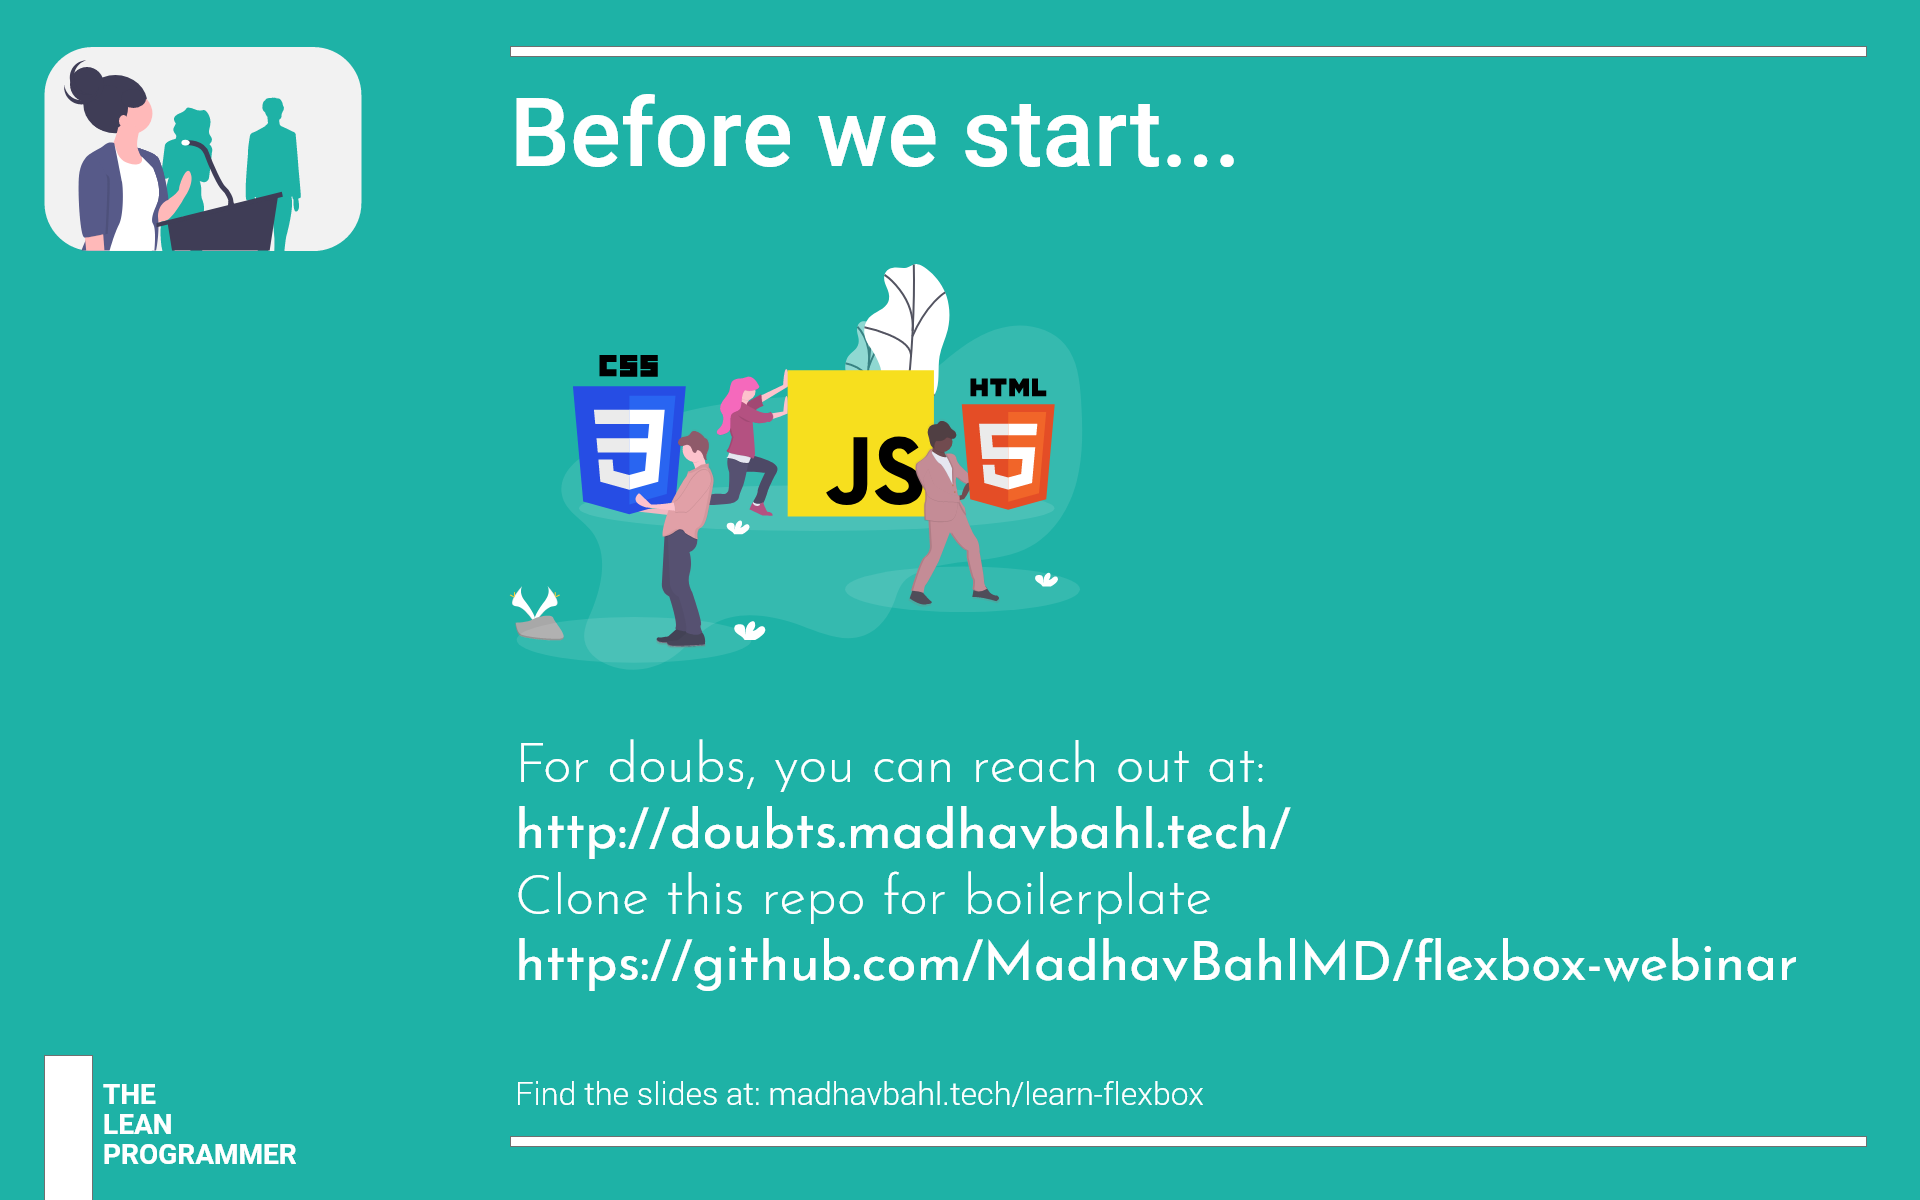 Before we start...
CSS
HTML
JS
For doubs, you can reach out at:
http://doubts.madhavbahl.tech/
Clone this repo for boilerplate
https://github.com/MadhavBahlMD/flexbox-webinar
Find the slides at: madhavbahl.tech/learn-flexbox
THE
LEAN
PROGRAMMER